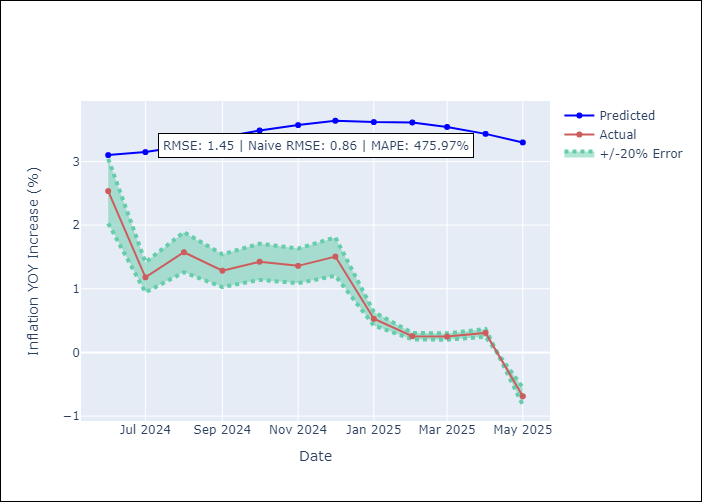 RMSE: 1.45 | Naive RMSE: 0.86 | MAPE: 475.97%
Predicted
Actual
+/-20% Error
Inflation YOY Increase (%)
3
2
1
0
−1
Jul 2024 Sep 2024 Nov 2024 Jan 2025 Mar 2025 May 2025
Date